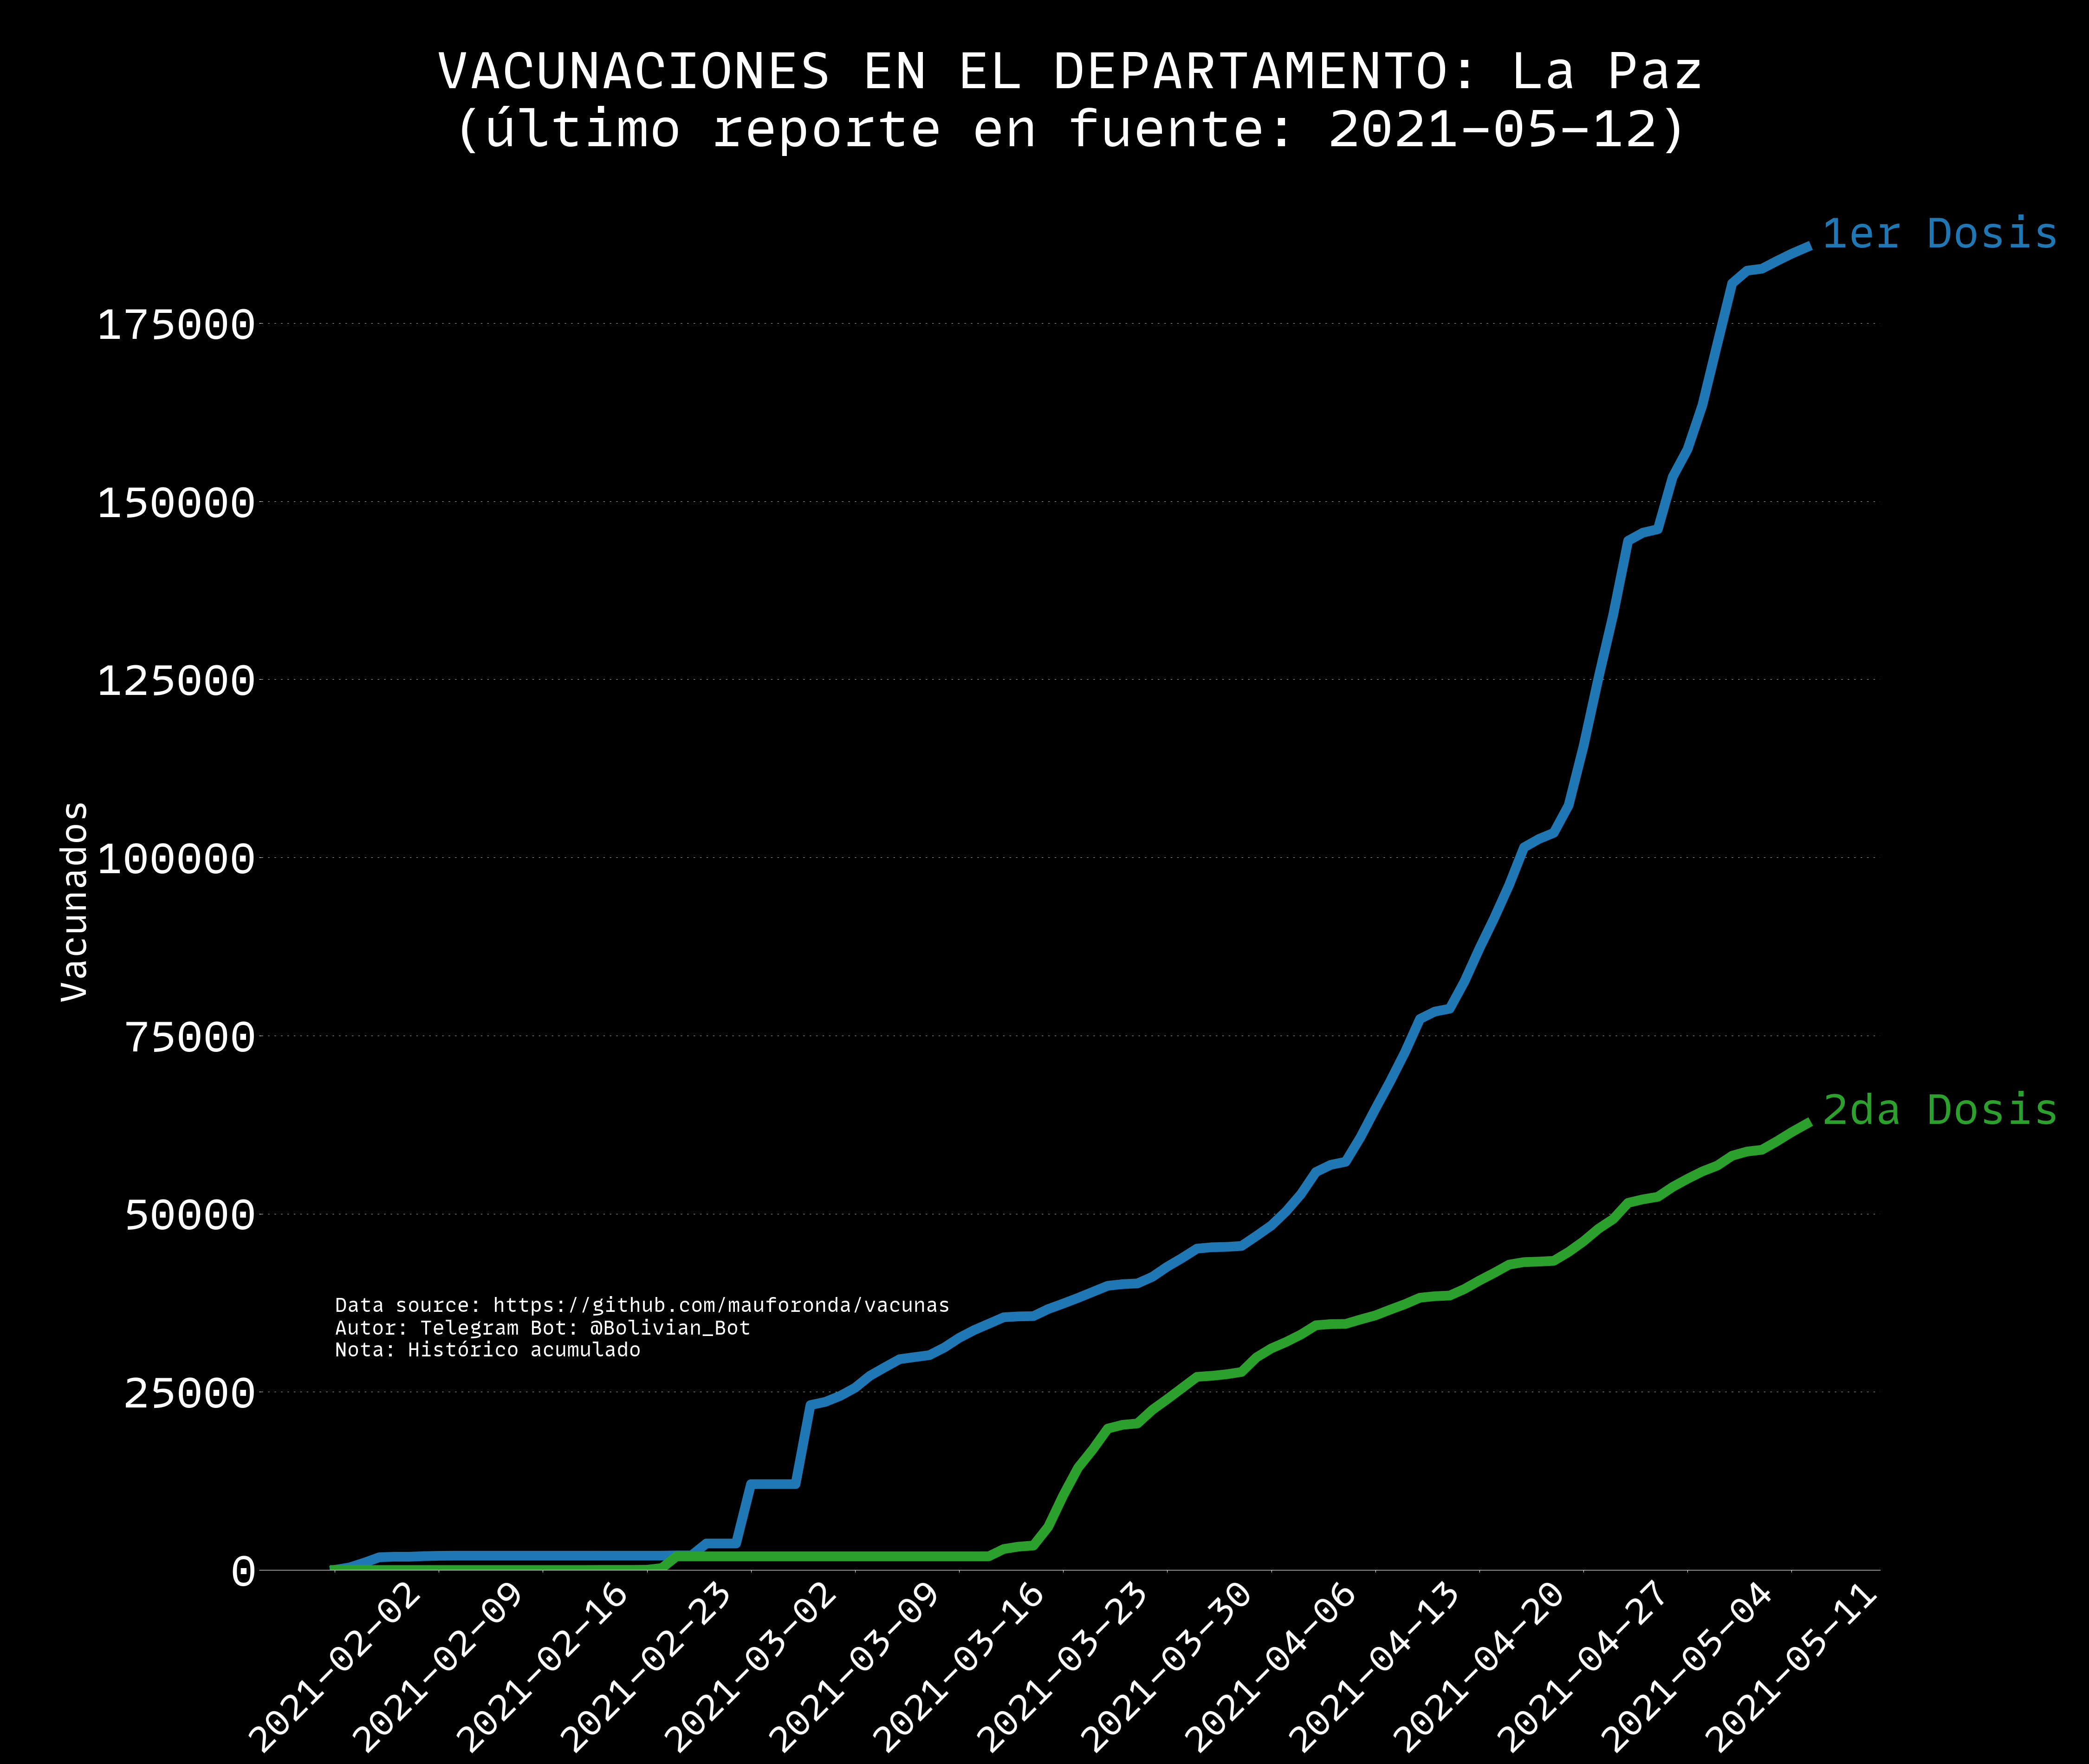 VACUNACIONES EN EL DEPARTAMENTO: La Paz
(último reporte en fuente: 2021-05-12)
1er Dosis
175000
150000
125000
100000
Vacunados
75000
2da Dosis
50000
Data source: https://github.com/mauforonda/vacunas
Autor: Telegram Bot: @Bolivian_Bot
Nota: Histórico acumulado
25000
0
2021-02-02
2021-02-09
2021-02-16
2021-02-23
2021-03-02
2021-03-09
2021-03-16
2021-03-23
2021-03-30
2021-04-06
2021-04-13
2021-04-20
2021-04-27
2021-05-04
2021-05-11